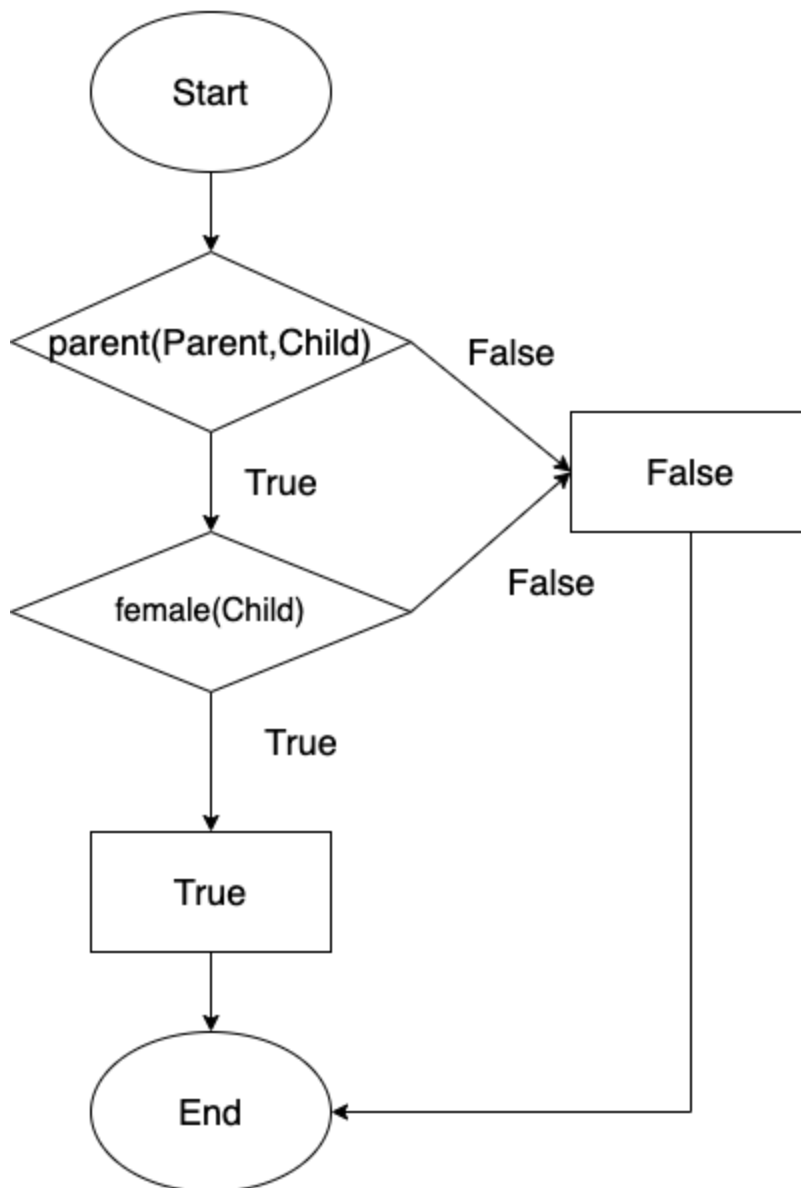 Start
parent(Parent,Child)
False
False
True
female(Child)
False
True
True
End